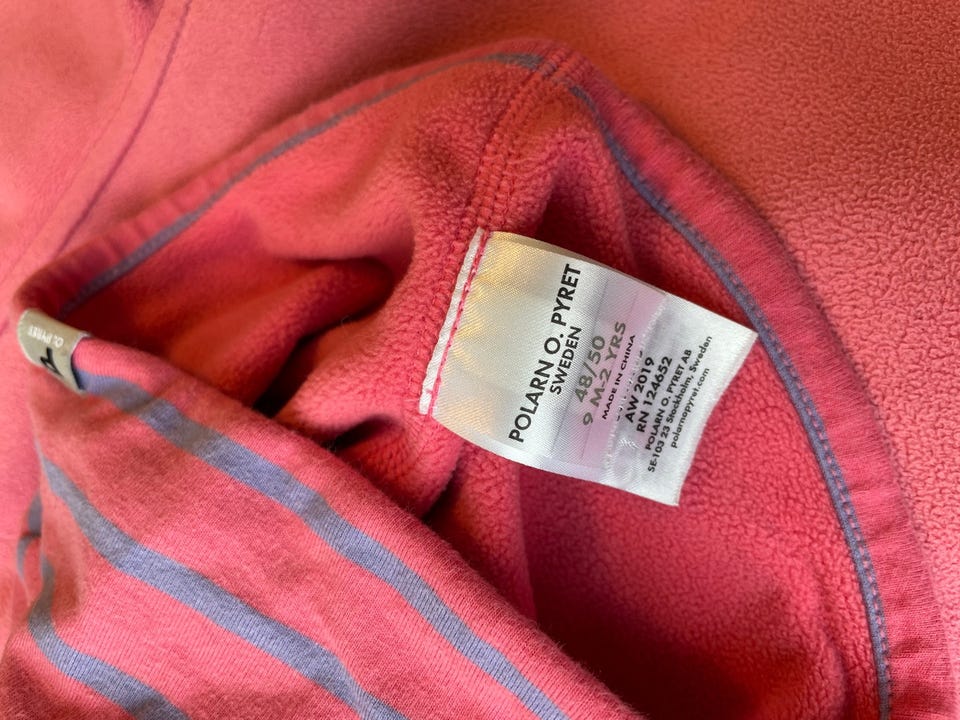 POLARN O. PYRET
SWEDEN
48/50
9 M-2 YRS
MADE IN CHINA
AW 2019
RN 124652
POLARN O. PYRET AB
SE-103 23 Stockholm, Sweden
polarnopyret.com
O. PYRET